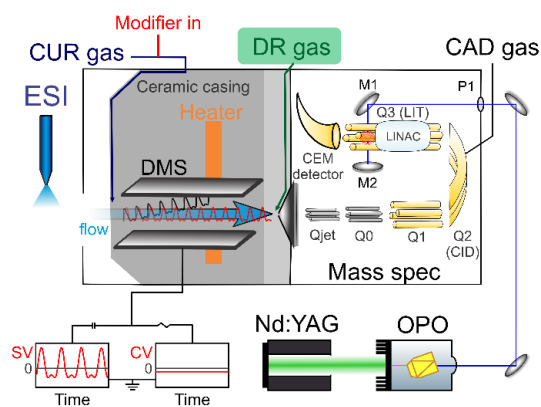 Modifier in
CUR gas
DR gas
CAD gas
ESI
Ceramic casing
Heater
M1
P1
Q3 (LIT)
LINAC
CEM
detector
M2
DMS
flow
Qjet
Q0
Q1
Q2
(CID)
Mass spec
SV
0
Time
CV
0
Time
Nd:YAG
OPO